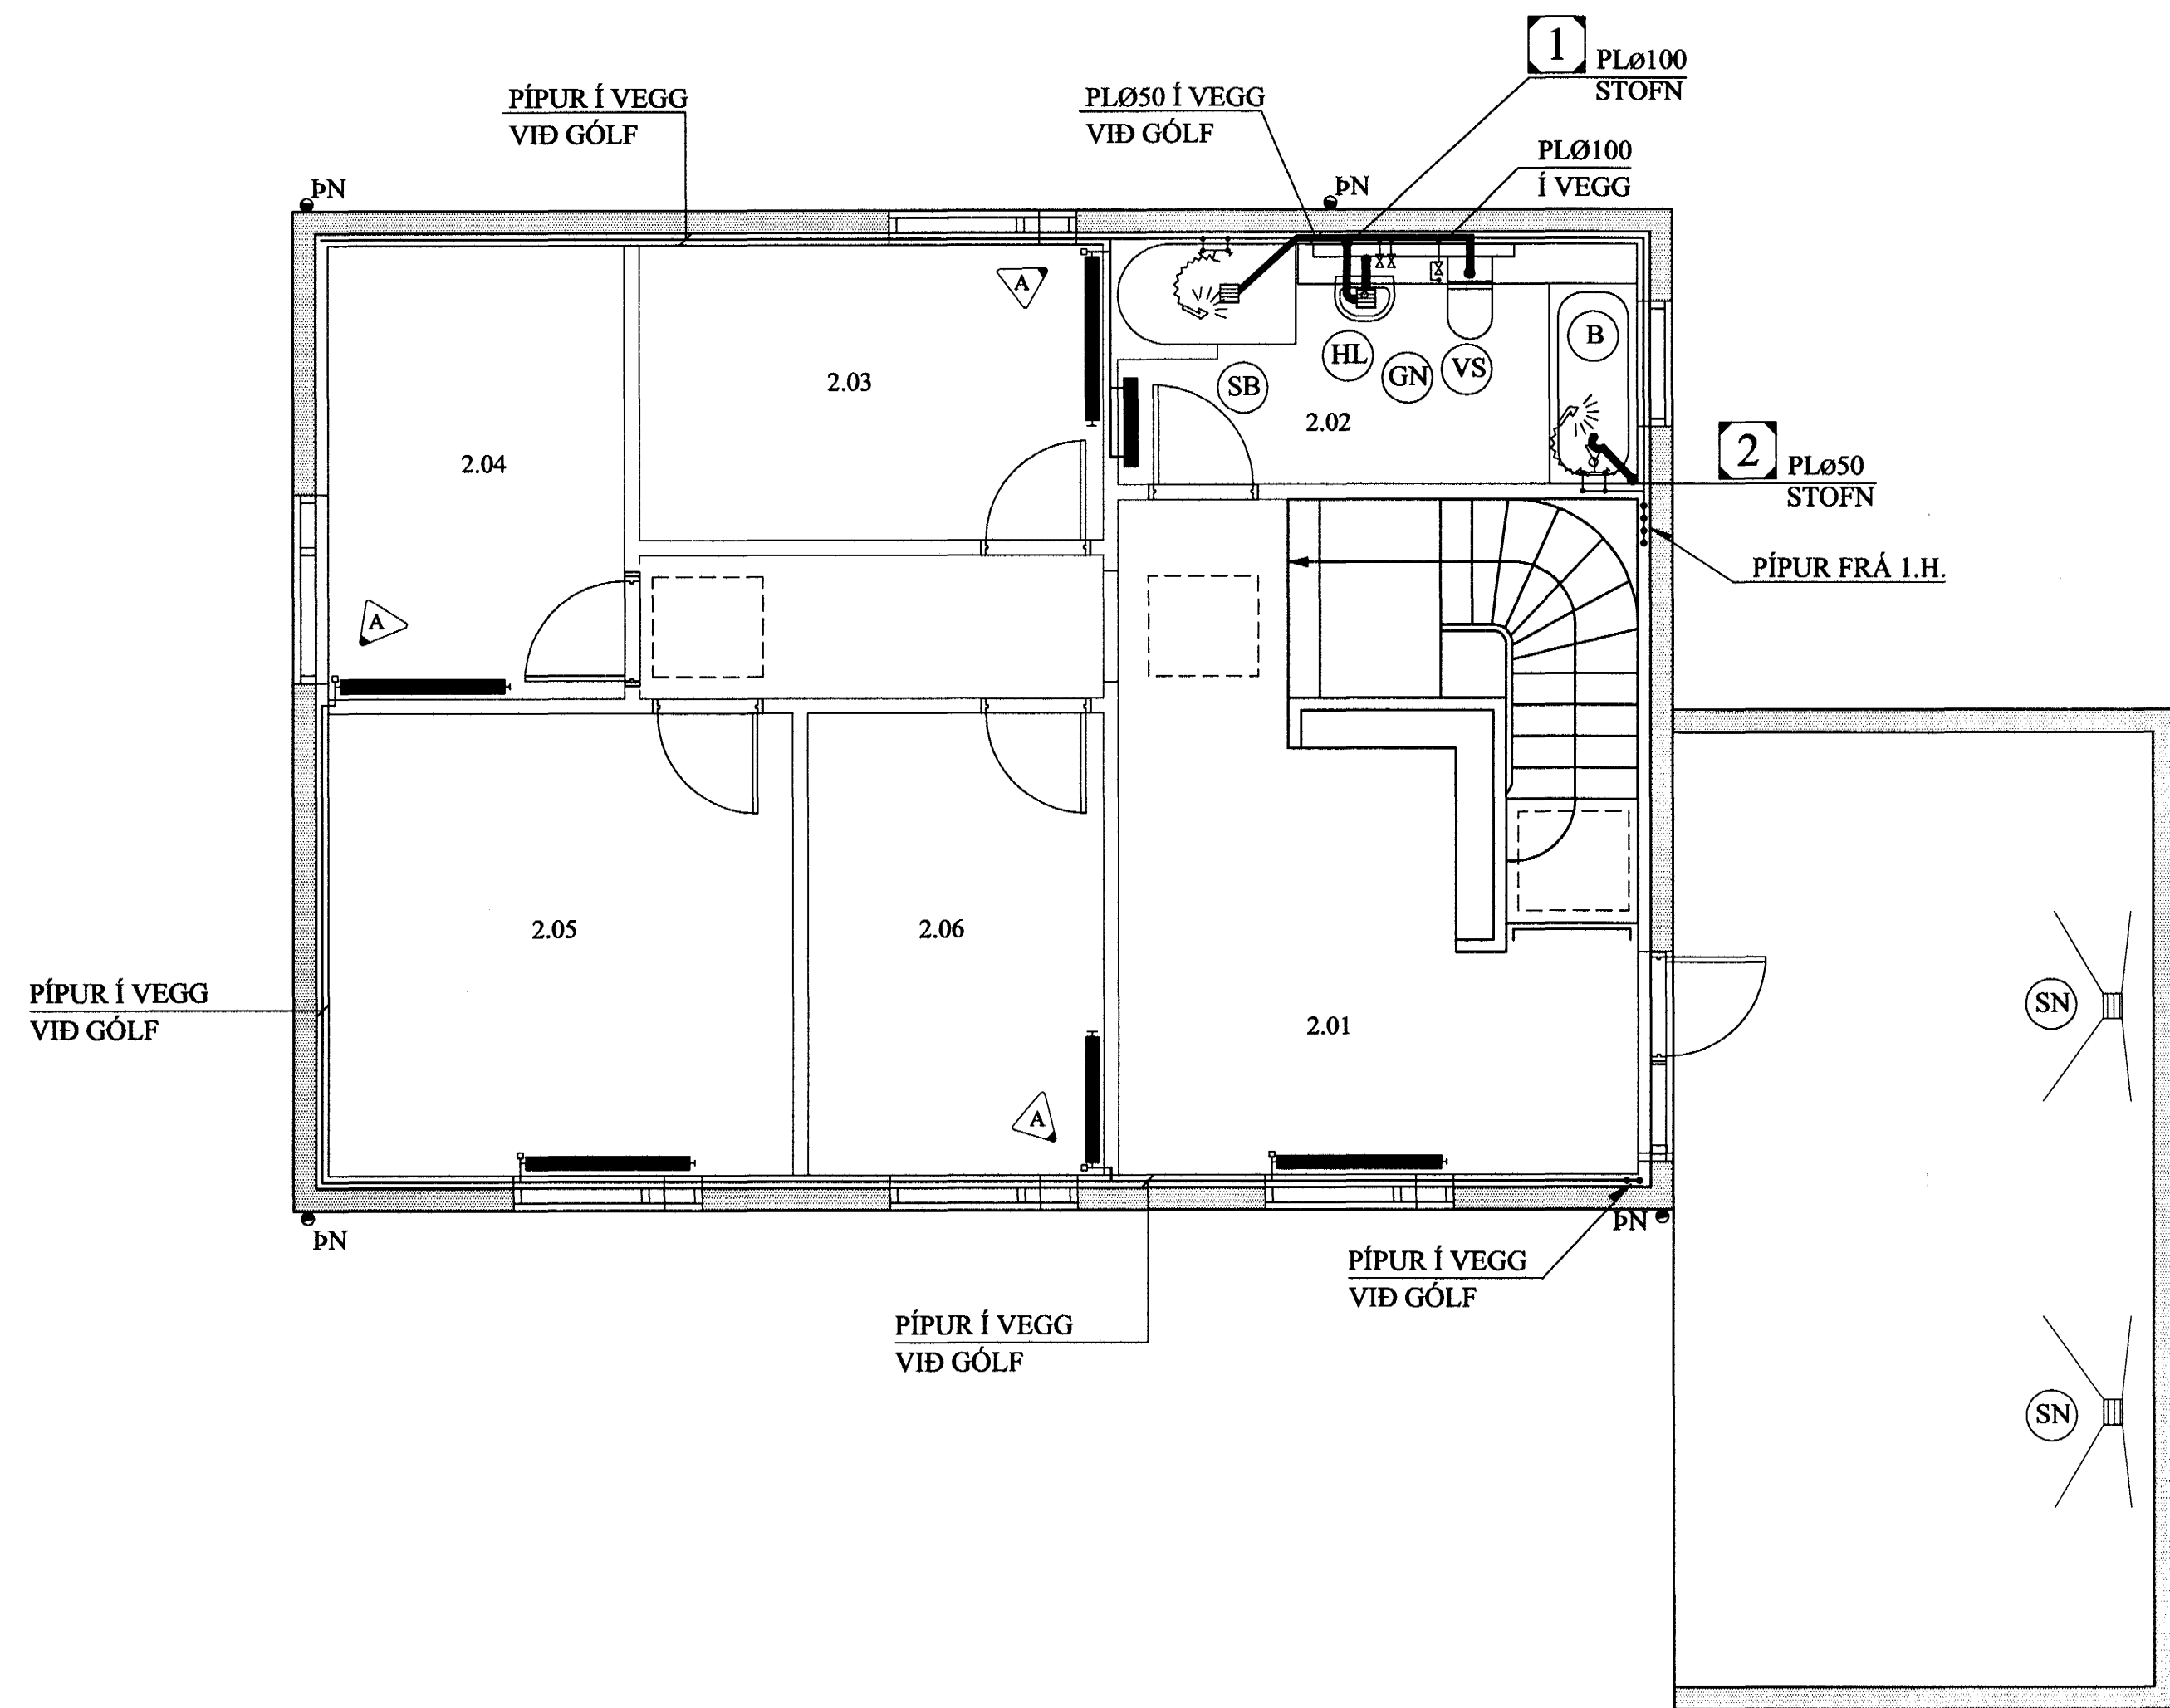 1
PLø100
STOFN
PÍPUR Í VEGG
VIÐ GÓLF
PLØ50 Í VEGG
VIÐ GÓLF
PLØ100
Í VEGG
ÞN
ÞN
A
2.03
2.04
HL
GN
VS
B
SB
2.02
2
PLø50
STOFN
PÍPUR FRÁ 1.H.
A
2.05
2.06
PÍPUR Í VEGG
VIÐ GÓLF
2.01
SN
A
ÞN
ÞN
PÍPUR Í VEGG
VIÐ GÓLF
PÍPUR Í VEGG
VIÐ GÓLF
SN